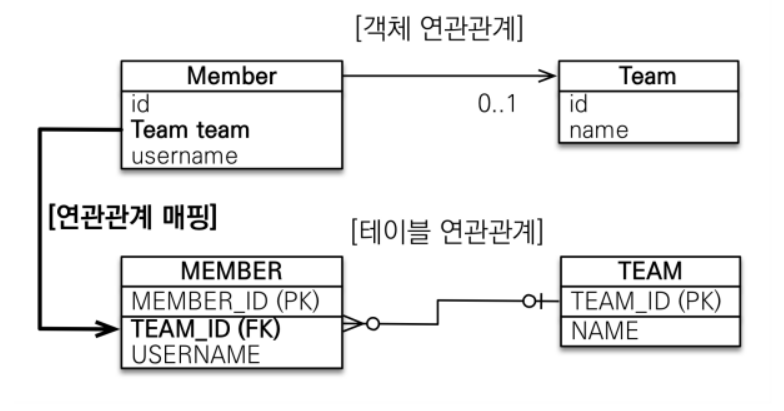 [객체 연관관계]
Member
id
Team team
username
0..1
Team
id
name
[연관관계 매핑]
[테이블 연관관계]
MEMBER
MEMBER_ID (PK)
TEAM_ID (FK)
USERNAME
TEAM
TEAM_ID (PK)
NAME